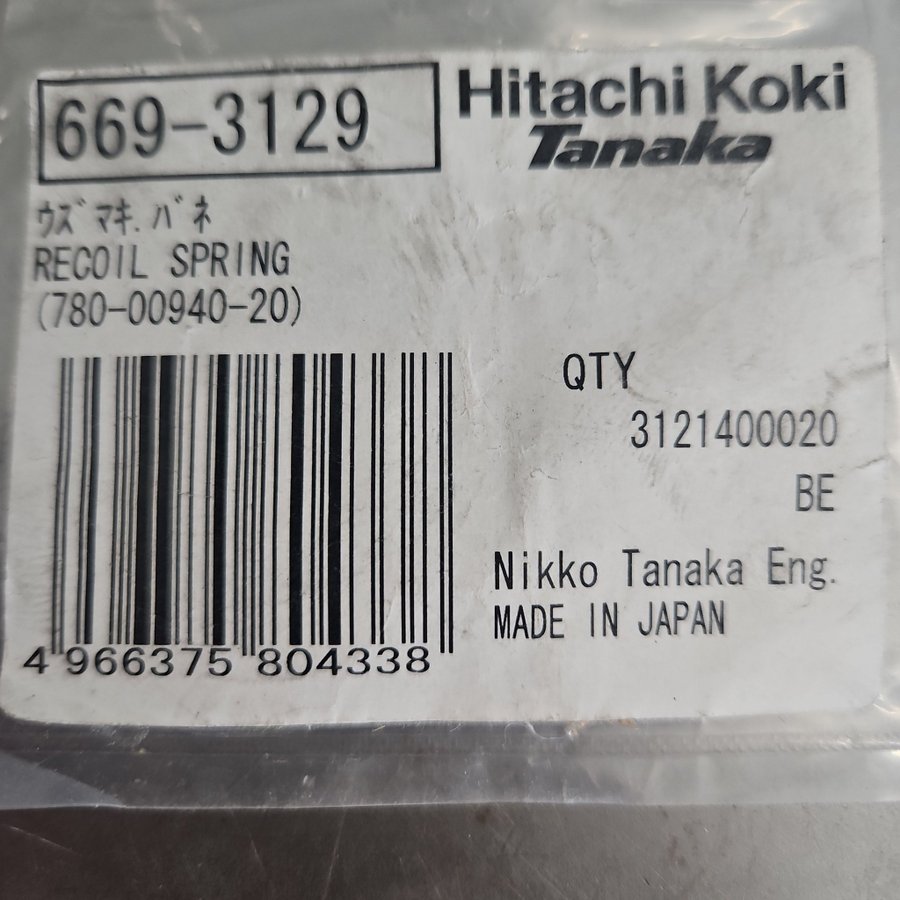 669-3129
Hitachi Koki
Tanaka
ｳｽﾞﾏｷ.ﾊﾞﾈ
RECOIL SPRING
(780-00940-20)
QTY
3121400020
BE
Nikko Tanaka Eng.
MADE IN JAPAN
4 966375 804338